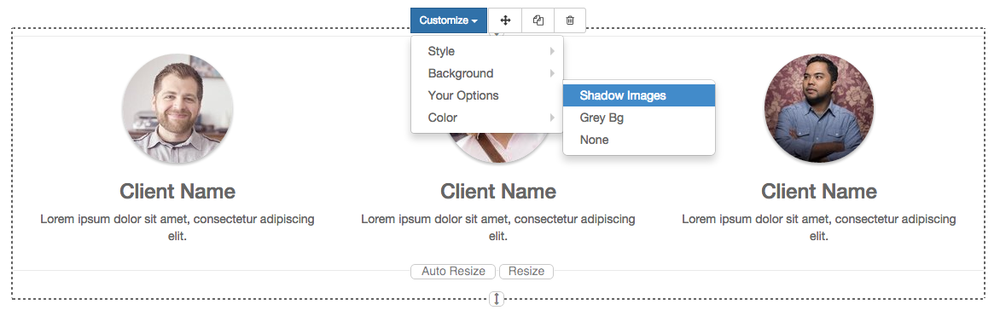 Customize
Style
Background
Your Options
Color
Shadow Images
Grey Bg
None
Client Name
Lorem ipsum dolor sit amet, consectetur adipiscing
elit.
Client Name
Lorem ipsum dolor sit amet, consectetur adipiscing
elit.
Client Name
Lorem ipsum dolor sit amet, consectetur adipiscing
elit.
Auto Resize
Resize